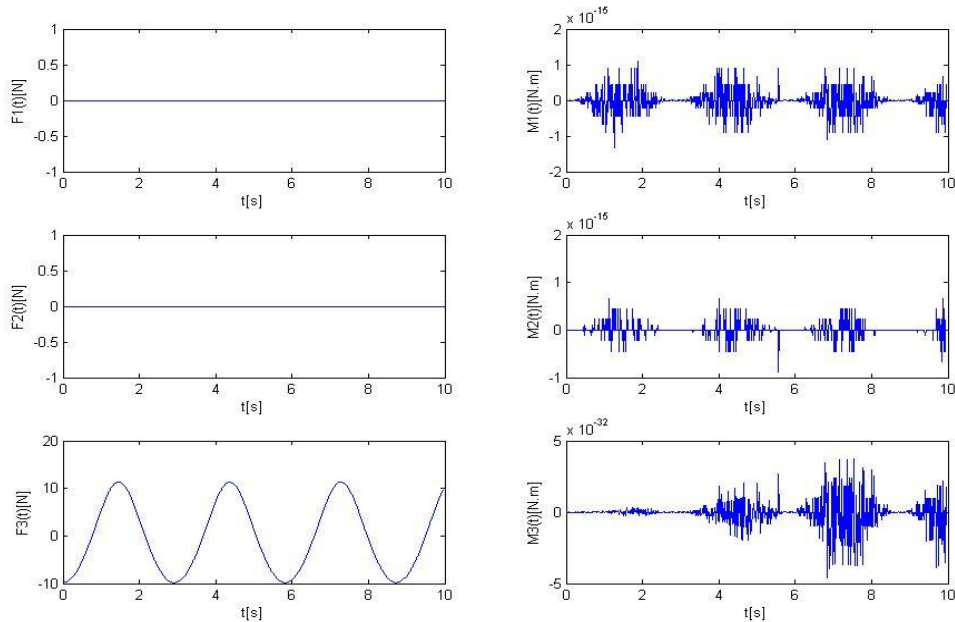 F1(t)[N]
1
0.5
0
-0.5
-1
0 2 4 6 8 10
t[s]
x 10-15
M1(t)[N.m]
2
1
0
-1
-2
0 2 4 6 8 10
t[s]
F2(t)[N]
1
0.5
0
-0.5
-1
0 2 4 6 8 10
t[s]
x 10-15
M2(t)[N.m]
2
1
0
-1
0 2 4 6 8 10
t[s]
F3(t)[N]
20
10
0
-10
0 2 4 6 8 10
t[s]
x 10-32
M3(t)[N.m]
5
0
-5
0 2 4 6 8 10
t[s]